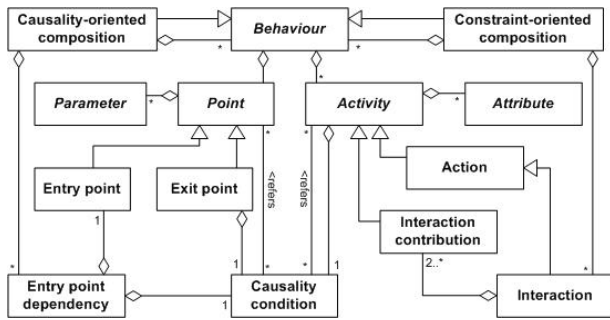 Causality-oriented
composition
Behaviour
Constraint-oriented
composition
*
*
*
Parameter
*
Point
Activity
*
Attribute
*
*
Action
Entry point
Exit point
<refers
<refers
Interaction
contribution
1
1
1
2..*
*
*
*
*
Entry point
dependency
1
Causality
condition
Interaction